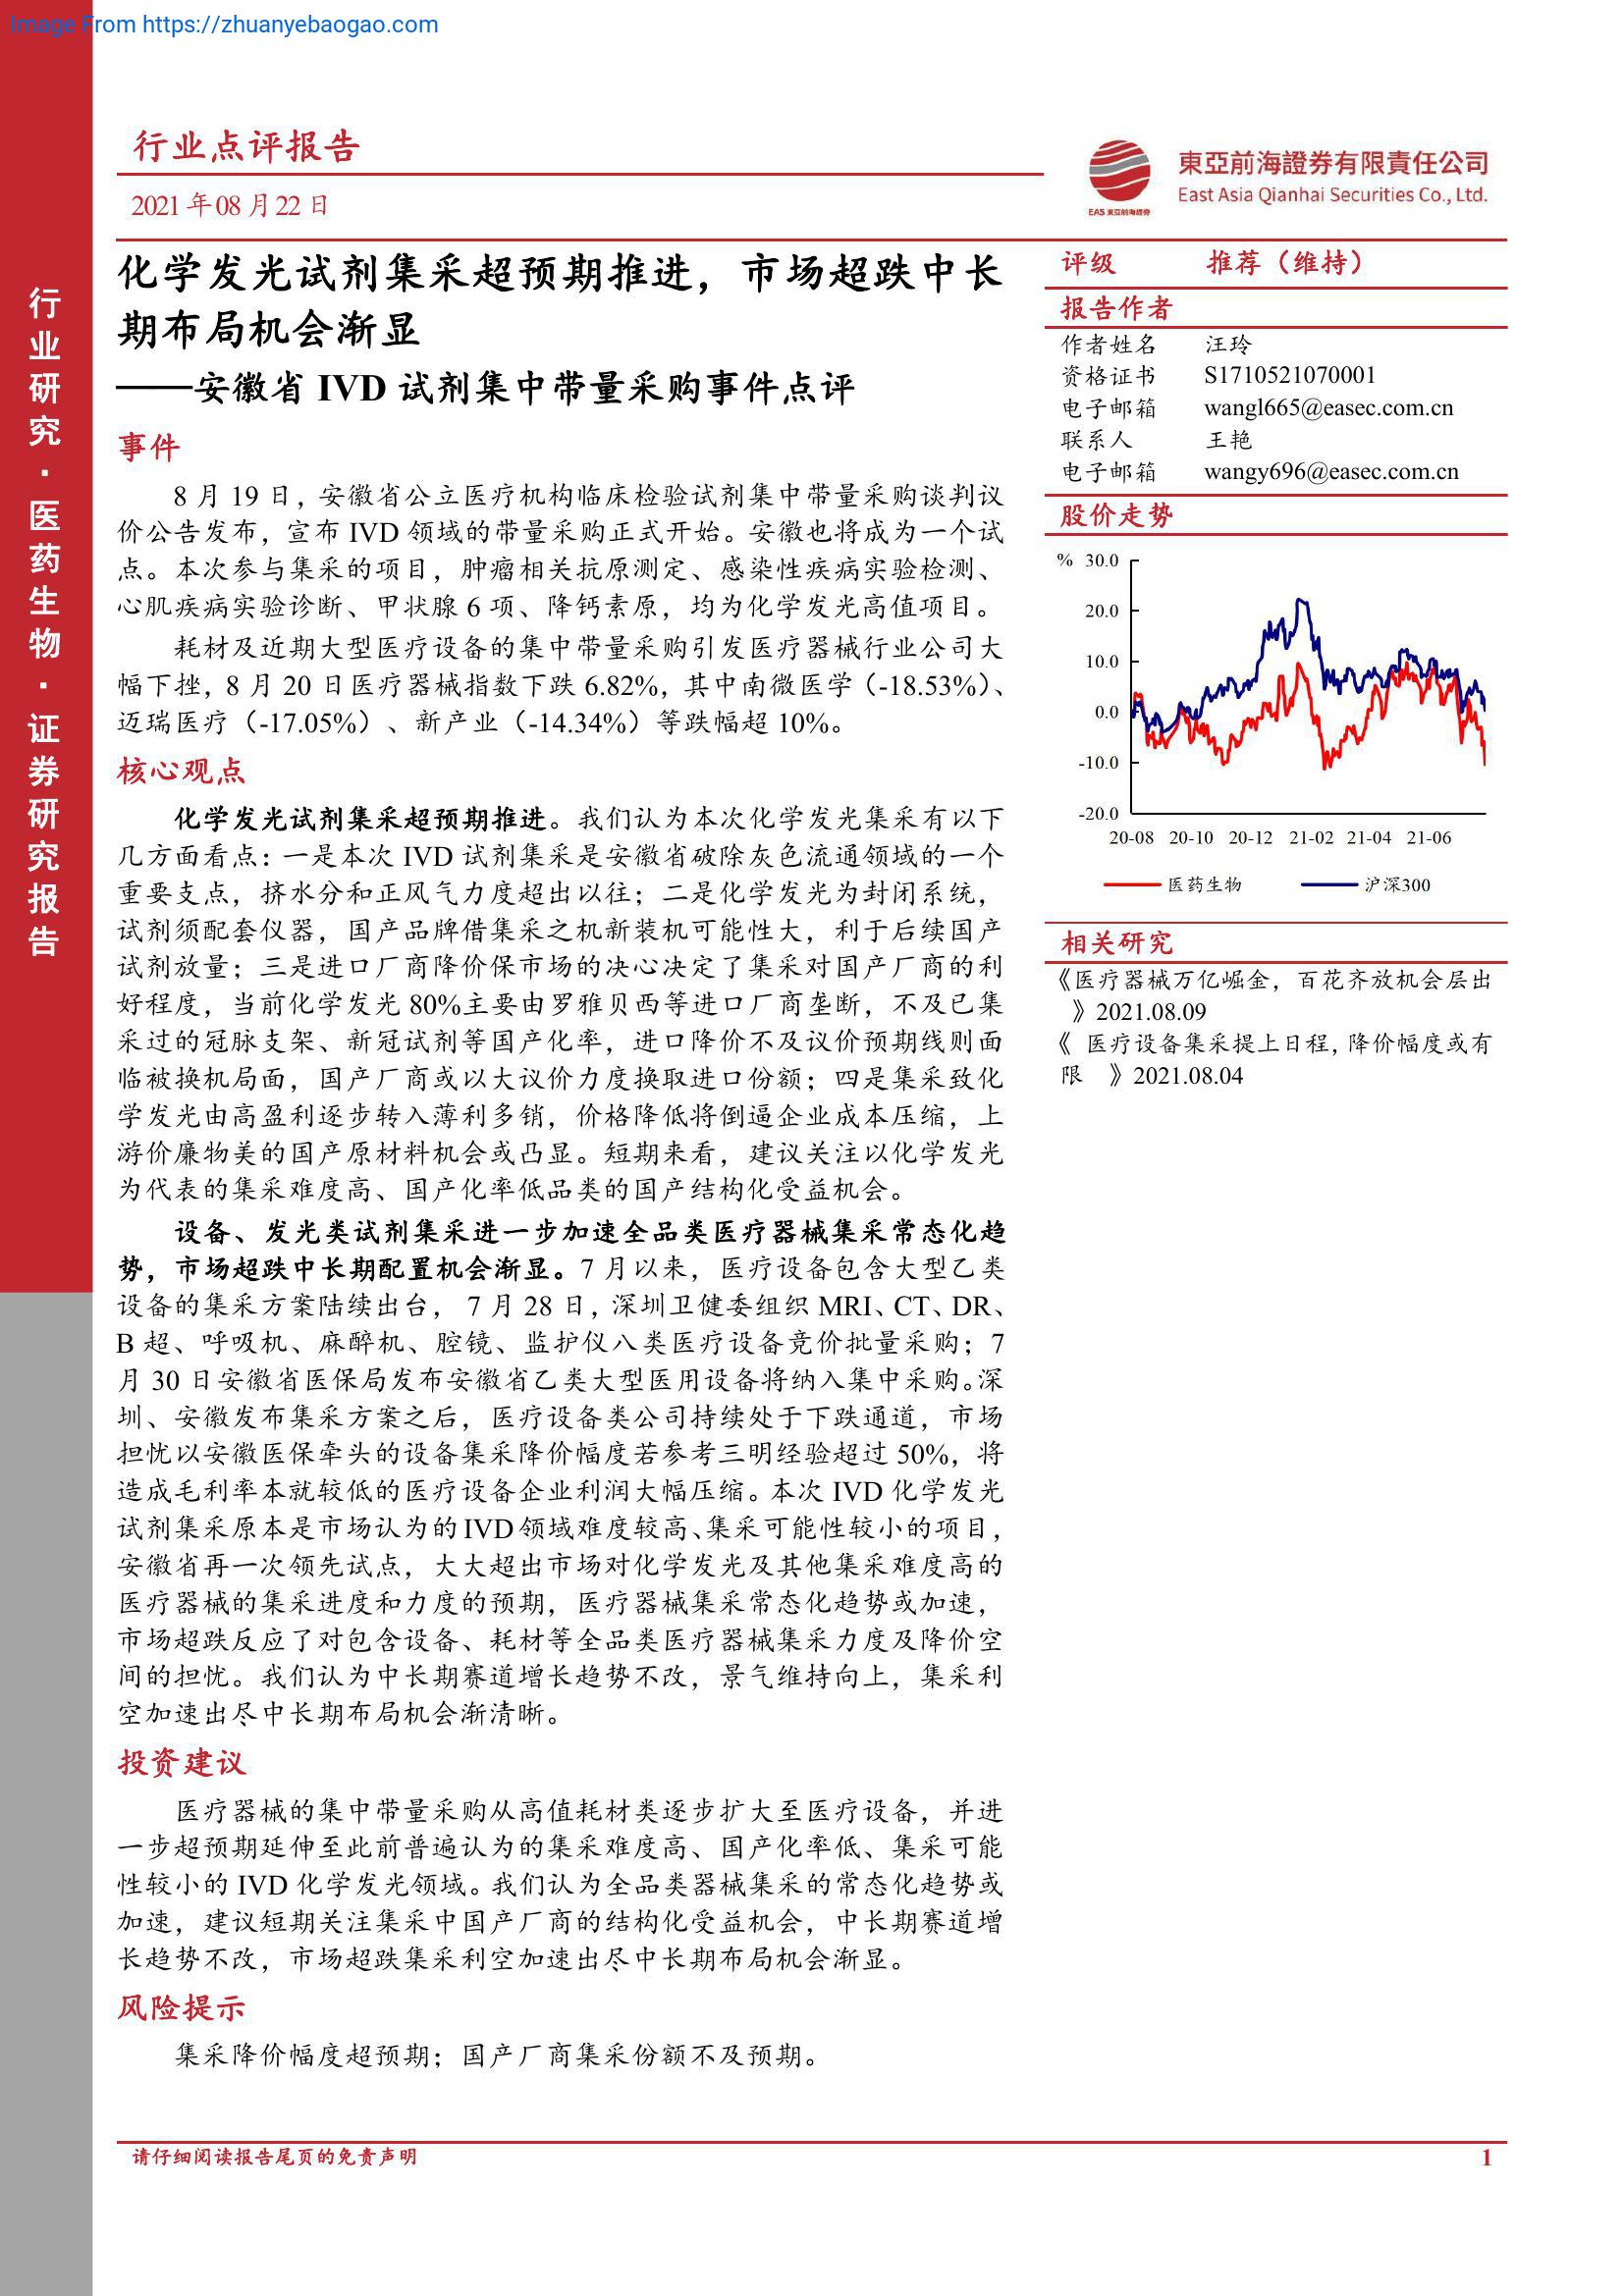 Image From https://zhuanyebaogao.com
行业研究·医药生物·证券研究报告
行业点评报告
2021年08月22日
EAS 東亞前海證券
東亞前海證券有限責任公司
East Asia Qianhai Securities Co., Ltd.
化学发光试剂集采超预期推进，市场超跌中长
期布局机会渐显
——安徽省 IVD 试剂集中带量采购事件点评
事件
8 月 19 日，安徽省公立医疗机构临床检验试剂集中带量采购谈判议
价公告发布，宣布 IVD 领域的带量采购正式开始。安徽也将成为一个试
点。本次参与集采的项目，肿瘤相关抗原测定、感染性疾病实验检测、
心肌疾病实验诊断、甲状腺 6 项、降钙素原，均为化学发光高值项目。
耗材及近期大型医疗设备的集中带量采购引发医疗器械行业公司大
幅下挫，8 月 20 日医疗器械指数下跌 6.82%，其中南微医学（-18.53%）、
迈瑞医疗（-17.05%）、新产业（-14.34%）等跌幅超 10%。
核心观点
化学发光试剂集采超预期推进。我们认为本次化学发光集采有以下
几方面看点：一是本次 IVD 试剂集采是安徽省破除灰色流通领域的一个
重要支点，挤水分和正风气力度超出以往；二是化学发光为封闭系统，
试剂须配套仪器，国产品牌借集采之机新装机可能性大，利于后续国产
试剂放量；三是进口厂商降价保市场的决心决定了集采对国产厂商的利
好程度，当前化学发光 80%主要由罗雅贝西等进口厂商垄断，不及已集
采过的冠脉支架、新冠试剂等国产化率，进口降价不及议价预期线则面
临被换机局面，国产厂商或以大议价力度换取进口份额；四是集采致化
学发光由高盈利逐步转入薄利多销，价格降低将倒逼企业成本压缩，上
游价廉物美的国产原材料机会或凸显。短期来看，建议关注以化学发光
为代表的集采难度高、国产化率低品类的国产结构化受益机会。
设备、发光类试剂集采进一步加速全品类医疗器械集采常态化趋
势，市场超跌中长期配置机会渐显。7 月以来，医疗设备包含大型乙类
设备的集采方案陆续出台， 7 月 28 日，深圳卫健委组织 MRI、CT、DR、
B 超、呼吸机、麻醉机、腔镜、监护仪八类医疗设备竞价批量采购；7
月 30 日安徽省医保局发布安徽省乙类大型医用设备将纳入集中采购。深
圳、安徽发布集采方案之后，医疗设备类公司持续处于下跌通道，市场
担忧以安徽医保牵头的设备集采降价幅度若参考三明经验超过 50%，将
造成毛利率本就较低的医疗设备企业利润大幅压缩。本次 IVD 化学发光
试剂集采原本是市场认为的IVD领域难度较高、集采可能性较小的项目，
安徽省再一次领先试点，大大超出市场对化学发光及其他集采难度高的
医疗器械的集采进度和力度的预期，医疗器械集采常态化趋势或加速，
市场超跌反应了对包含设备、耗材等全品类医疗器械集采力度及降价空
间的担忧。我们认为中长期赛道增长趋势不改，景气维持向上，集采利
空加速出尽中长期布局机会渐清晰。
投资建议
医疗器械的集中带量采购从高值耗材类逐步扩大至医疗设备，并进
一步超预期延伸至此前普遍认为的集采难度高、国产化率低、集采可能
性较小的 IVD 化学发光领域。我们认为全品类器械集采的常态化趋势或
加速，建议短期关注集采中国产厂商的结构化受益机会，中长期赛道增
长趋势不改，市场超跌集采利空加速出尽中长期布局机会渐显。
风险提示
集采降价幅度超预期；国产厂商集采份额不及预期。
评级 推荐（维持）
报告作者
作者姓名 汪玲
资格证书 S1710521070001
电子邮箱 wangl665@easec.com.cn
联系人 王艳
电子邮箱 wangy696@easec.com.cn
股价走势
% 30.0
20.0
10.0
0.0
-10.0
-20.0
20-08 20-10 20-12 21-02 21-04 21-06
医药生物 沪深300
相关研究
《医疗器械万亿崛金，百花齐放机会层出
》2021.08.09
《 医疗设备集采提上日程，降价幅度或有
限 》2021.08.04
请仔细阅读报告尾页的免责声明 1